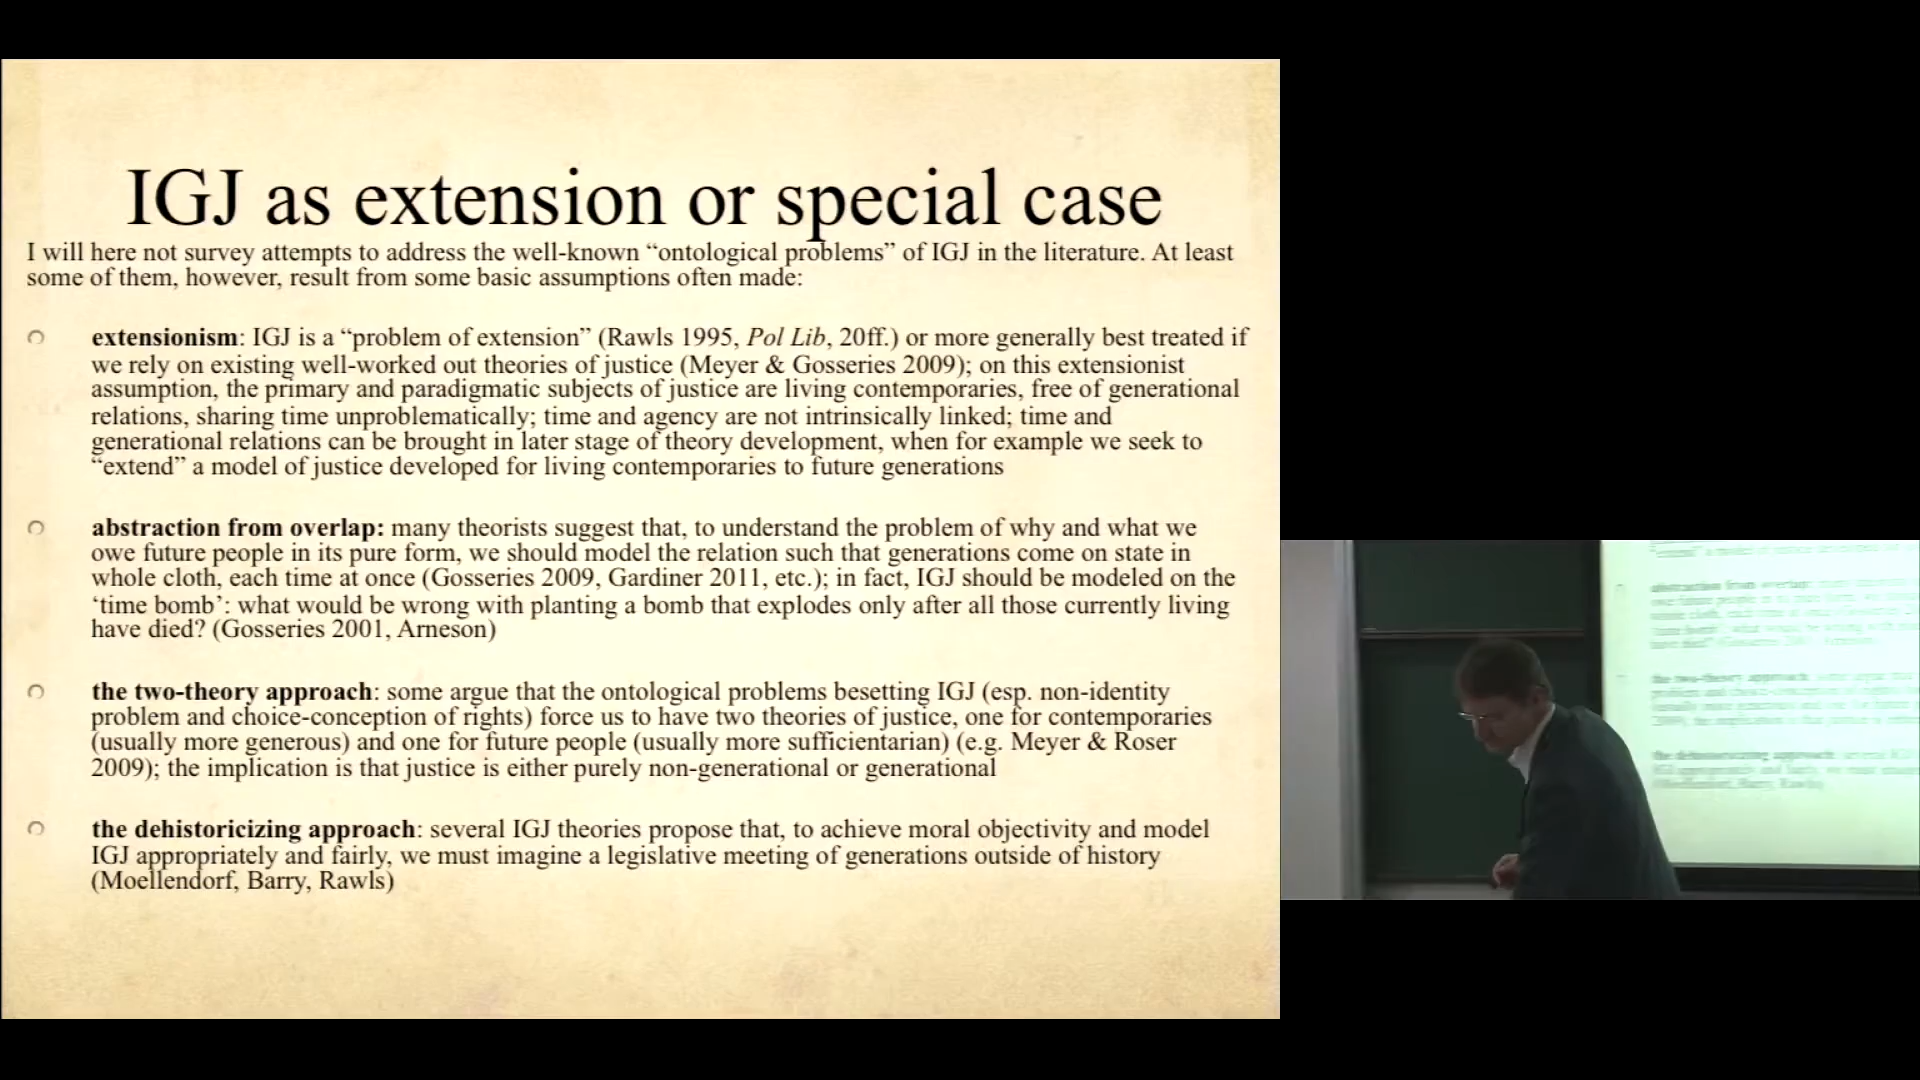 IGJ as extension or special case
I will here not survey attempts to address the well-known “ontological problems” of IGJ in the literature. At least
some of them, however, result from some basic assumptions often made:
extensionism: IGJ is a “problem of extension” (Rawls 1995, Pol Lib, 20ff.) or more generally best treated if
we rely on existing well-worked out theories of justice (Meyer & Gosseries 2009); on this extensionist
assumption, the primary and paradigmatic subjects of justice are living contemporaries, free of generational
relations, sharing time unproblematically; time and agency are not intrinsically linked; time and
generational relations can be brought in later stage of theory development, when for example we seek to
“extend” a model of justice developed for living contemporaries to future generations
abstraction from overlap: many theorists suggest that, to understand the problem of why and what we
owe future people in its pure form, we should model the relation such that generations come on state in
whole cloth, each time at once (Gosseries 2009, Gardiner 2011, etc.); in fact, IGJ should be modeled on the
‘time bomb’: what would be wrong with planting a bomb that explodes only after all those currently living
have died? (Gosseries 2001, Arneson)
the two-theory approach: some argue that the ontological problems besetting IGJ (esp. non-identity
problem and choice-conception of rights) force us to have two theories of justice, one for contemporaries
(usually more generous) and one for future people (usually more sufficientarian) (e.g. Meyer & Roser
2009); the implication is that justice is either purely non-generational or generational
the dehistoricizing approach: several IGJ theories propose that, to achieve moral objectivity and model
IGJ appropriately and fairly, we must imagine a legislative meeting of generations outside of history
(Moellendorf, Barry, Rawls)